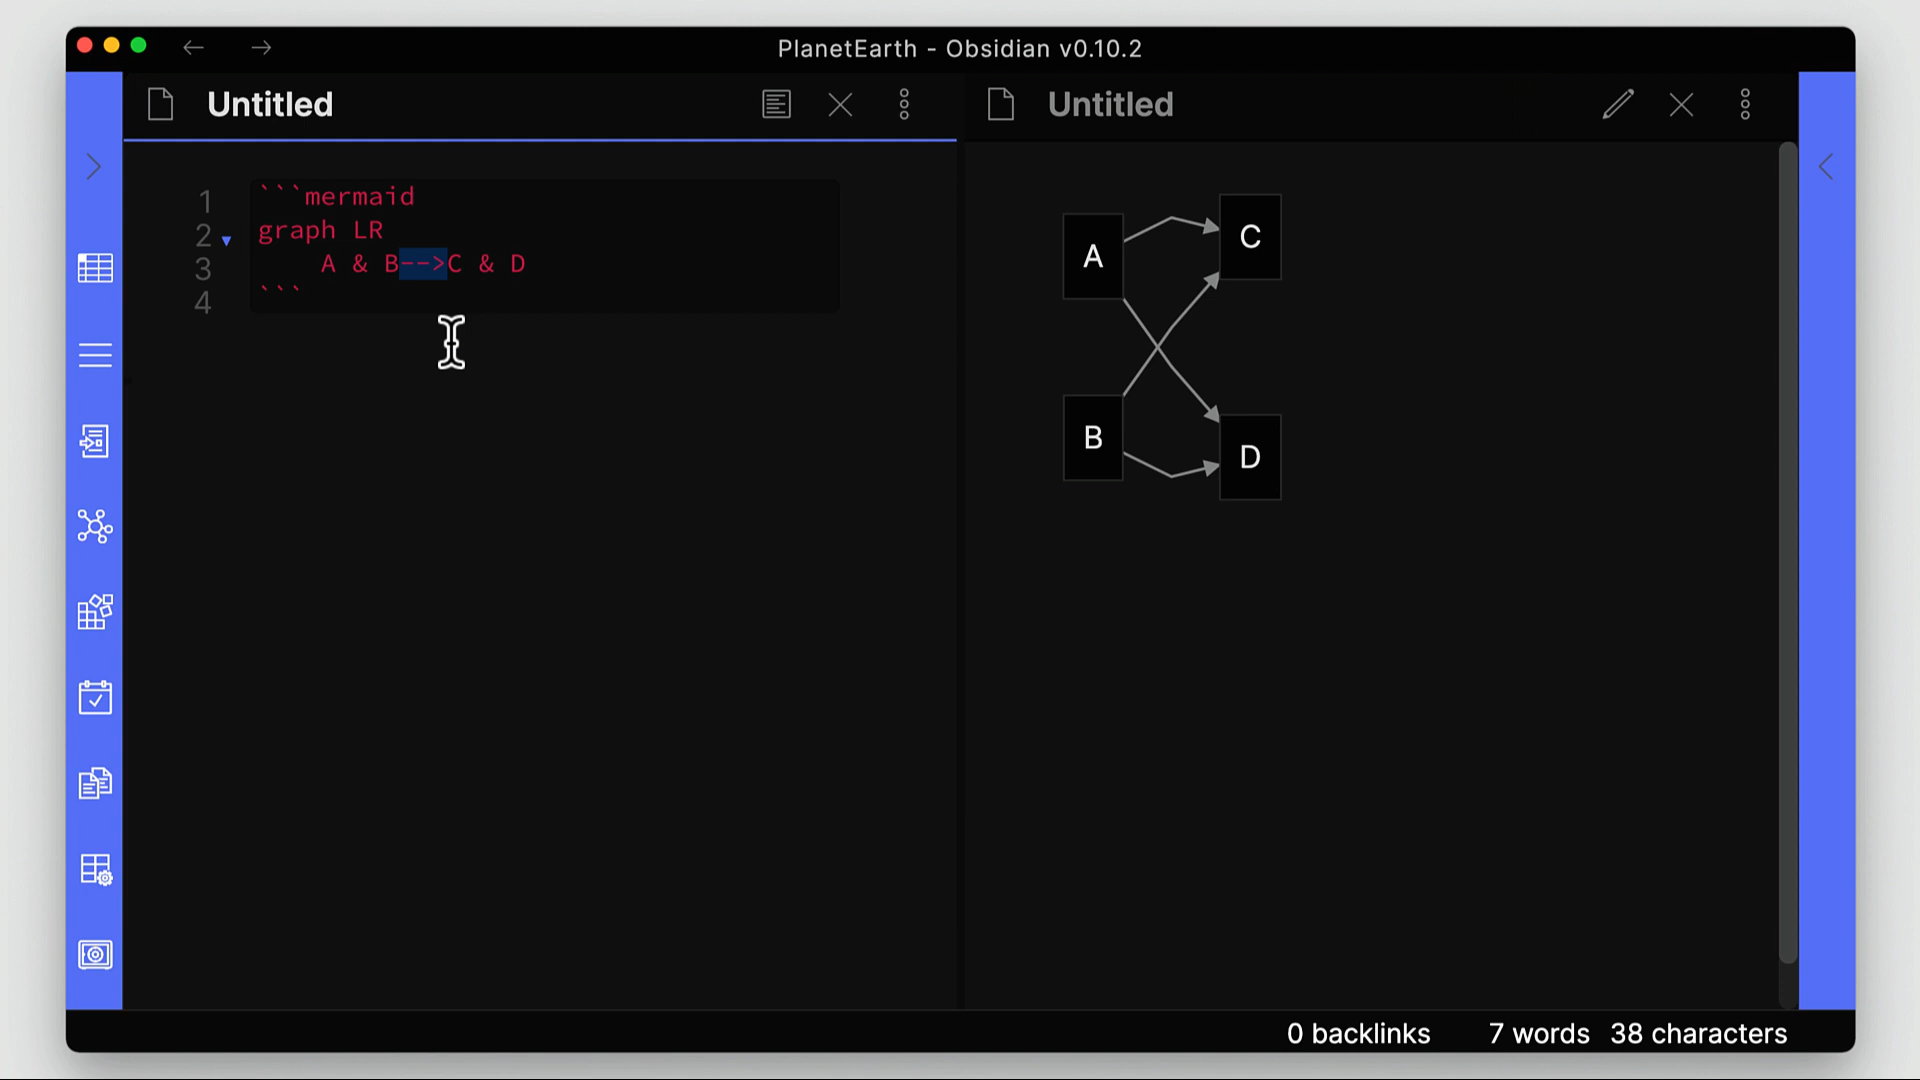 PlanetEarth - Obsidian v0.10.2
Untitled
1 ```mermaid
2 graph LR
3 A & B-->C & D
4 ```
Untitled
A
C
B
D
0 backlinks 7 words 38 characters